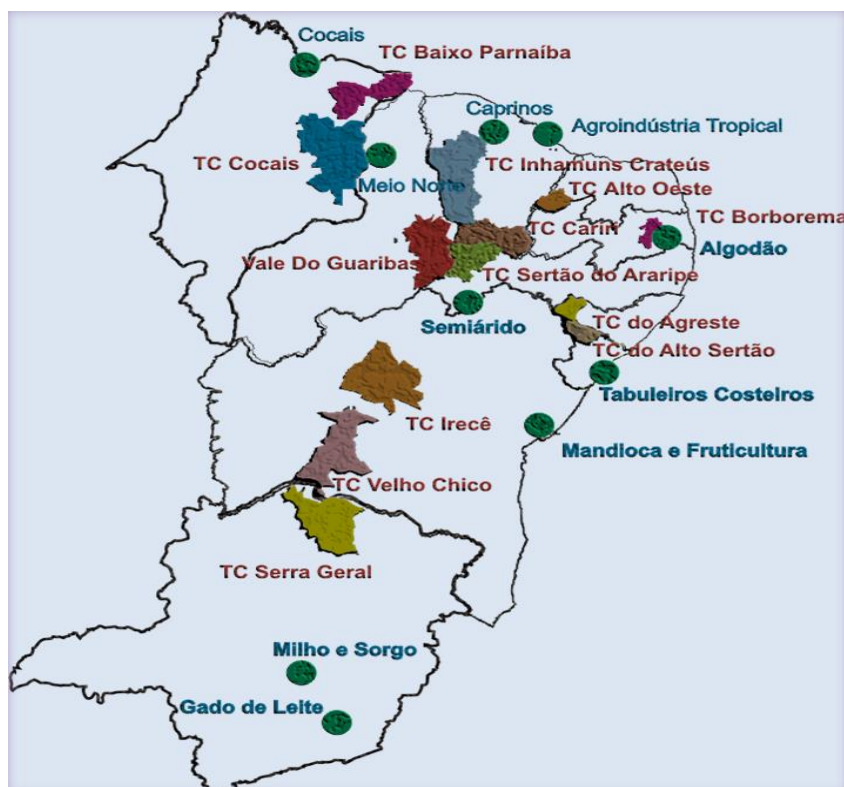 Cocais
TC Baixo Parnaíba
Caprinos
Agroindústria Tropical
TC Cocais
Meio Norte
TC Inhamuns Crateús
TC Alto Oeste
TC Borborema
TC Cariri
Algodão
Vale Do Guaribas
TC Sertão do Araripe
Semiárido
TC do Agreste
TC do Alto Sertão
Tabuleiros Costeiros
TC Irecê
Mandioca e Fruticultura
TC Velho Chico
TC Serra Geral
Milho e Sorgo
Gado de Leite